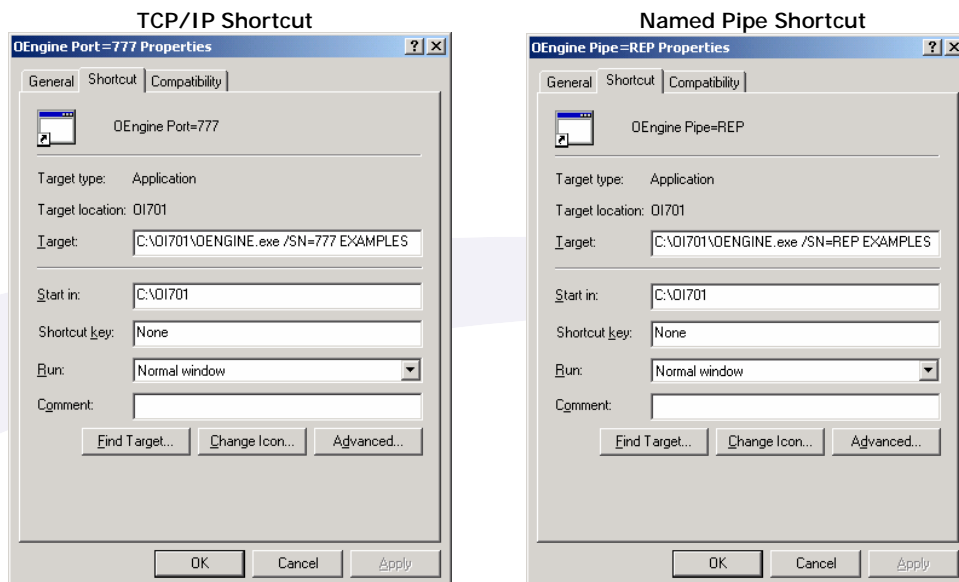 TCP/IP Shortcut
OEngine Port=777 Properties
General Shortcut Compatibility
OEngine Port=777
Target type: Application
Target location: OI701
Target: C:\OI701\OENGINE.exe /SN=777 EXAMPLES
Start in: C:\OI701
Shortcut key: None
Run: Normal window
Comment:
Find Target... Change Icon... Advanced...
OK Cancel Apply
Named Pipe Shortcut
OEngine Pipe=REP Properties
General Shortcut Compatibility
OEngine Pipe=REP
Target type: Application
Target location: OI701
Target: C:\OI701\OENGINE.exe /SN=REP EXAMPLES
Start in: C:\OI701
Shortcut key: None
Run: Normal window
Comment:
Find Target... Change Icon... Advanced...
OK Cancel Apply